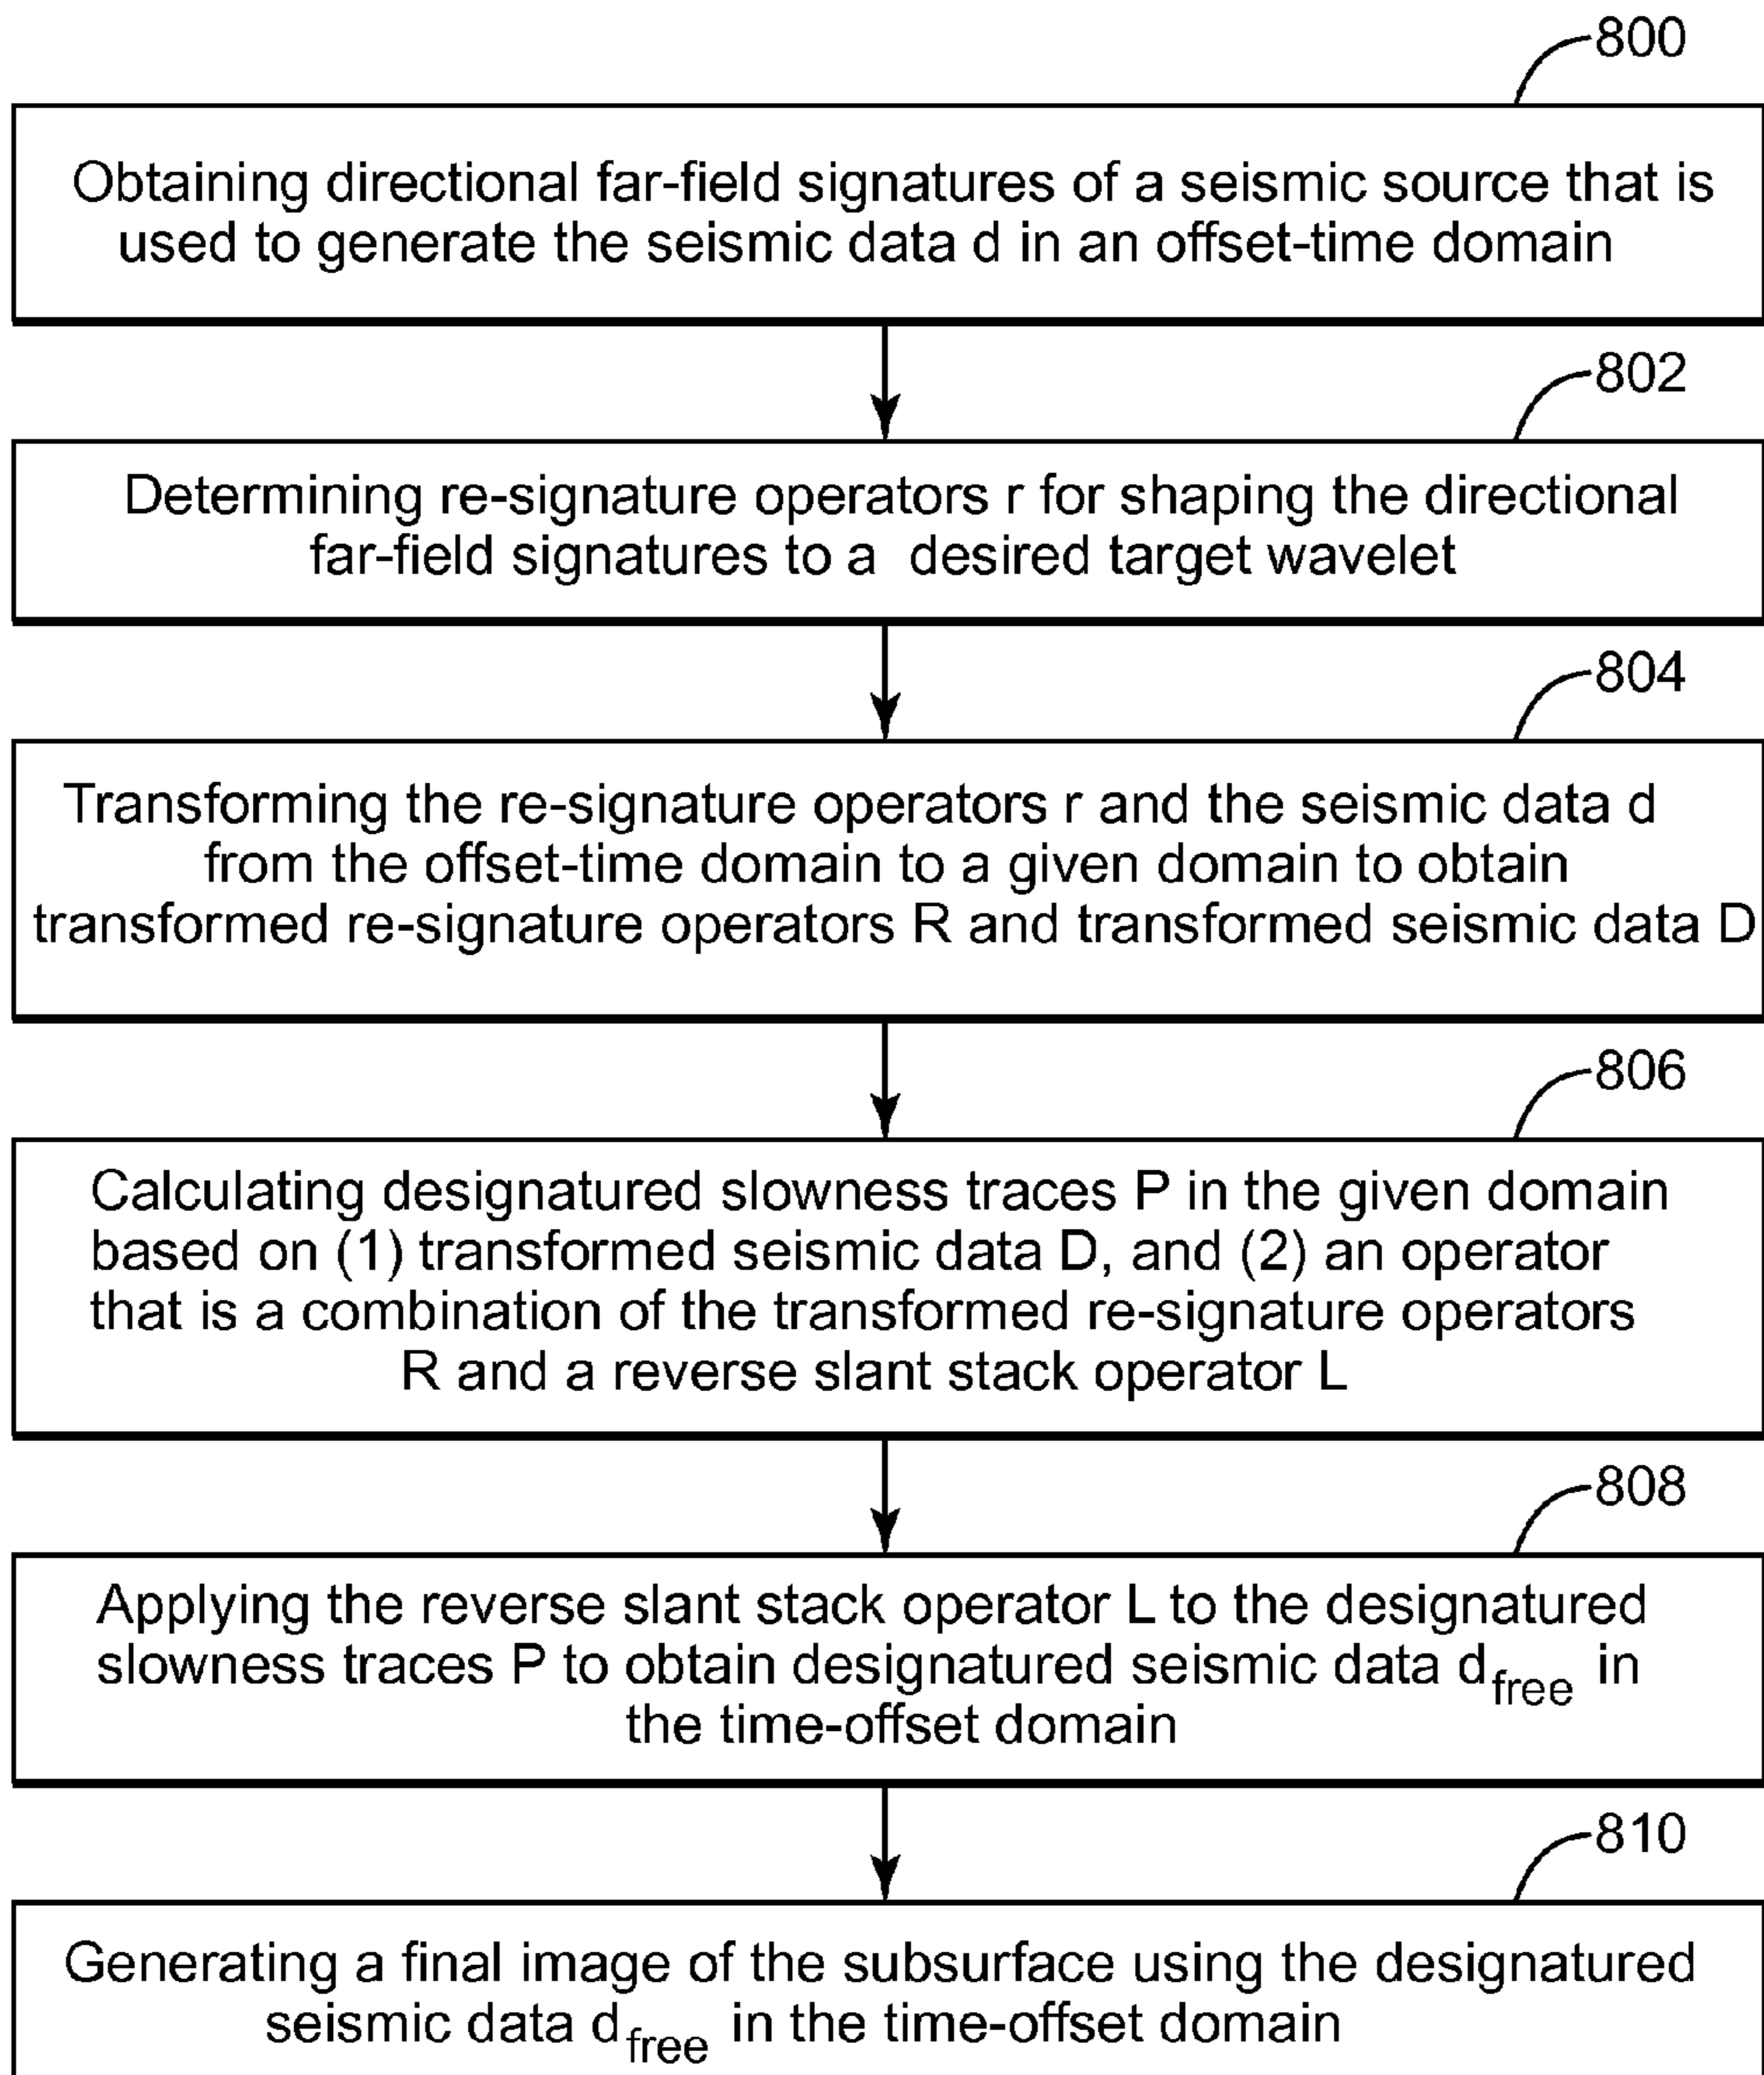 800
Obtaining directional far-field signatures of a seismic source that is
used to generate the seismic data d in an offset-time domain
802
Determining re-signature operators r for shaping the directional
far-field signatures to a desired target wavelet
804
Transforming the re-signature operators r and the seismic data d
from the offset-time domain to a given domain to obtain
transformed re-signature operators R and transformed seismic data D
806
Calculating designatured slowness traces P in the given domain
based on (1) transformed seismic data D, and (2) an operator
that is a combination of the transformed re-signature operators
R and a reverse slant stack operator L
808
Applying the reverse slant stack operator L to the designatured
slowness traces P to obtain designatured seismic data d_free in
the time-offset domain
810
Generating a final image of the subsurface using the designatured
seismic data d_free in the time-offset domain